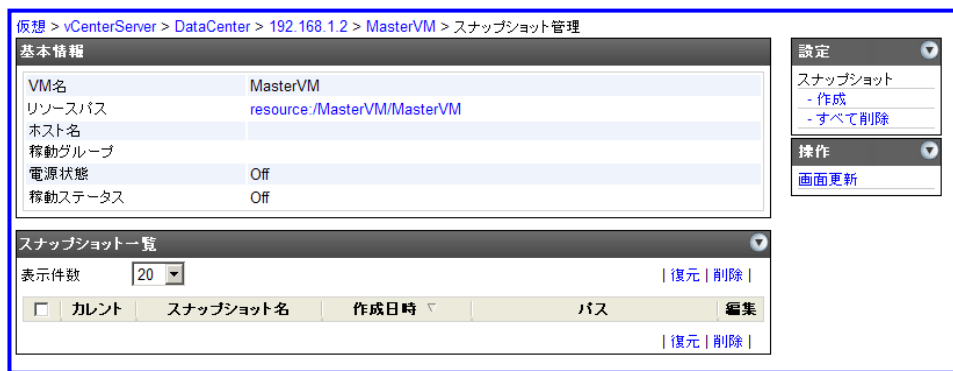 仮想 > vCenterServer > DataCenter > 192.168.1.2 > MasterVM > スナップショット管理
基本情報
VM名 MasterVM
リソースパス resource:/MasterVM/MasterVM
ホスト名
稼動グループ
電源状態 Off
稼動ステータス Off
スナップショット一覧
表示件数 20 | 復元 | 削除 |
カレント スナップショット名 作成日時 パス 編集
| 復元 | 削除 |
設定
スナップショット
- 作成
- すべて削除
操作
画面更新